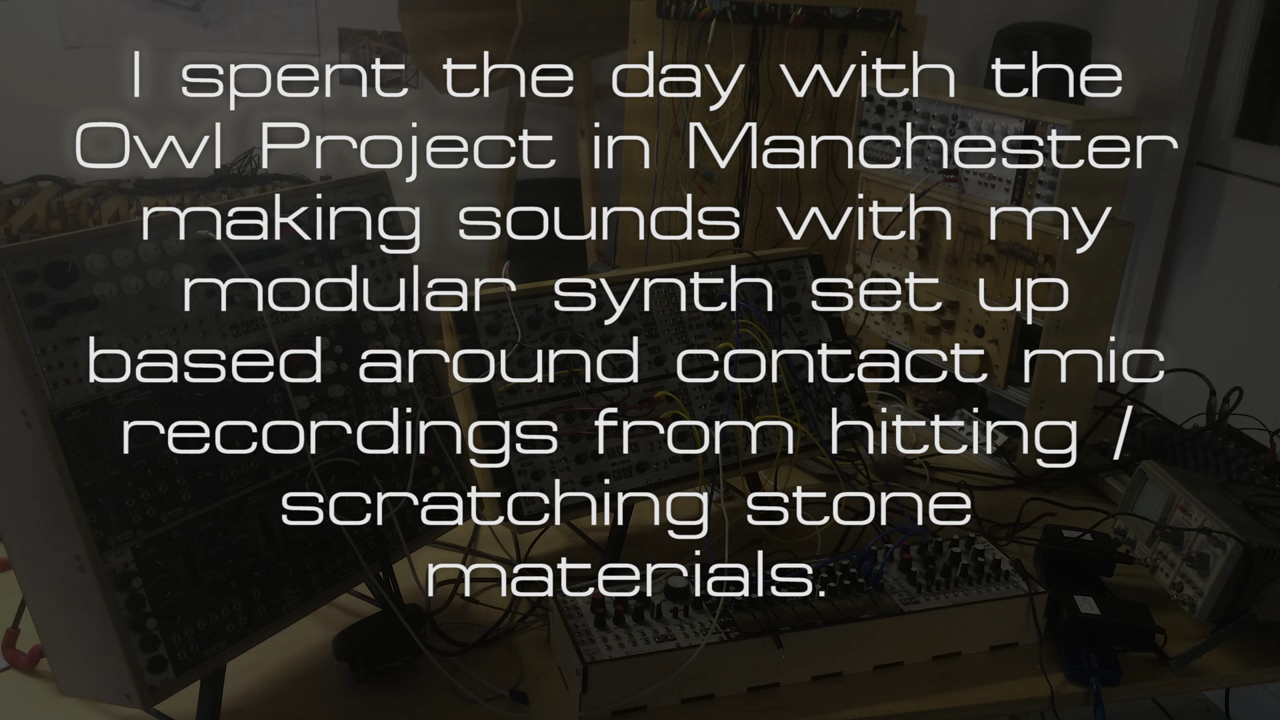 I spent the day with the
Owl Project in Manchester
making sounds with my
modular synth set up
based around contact mic
recordings from hitting /
scratching stone
materials.